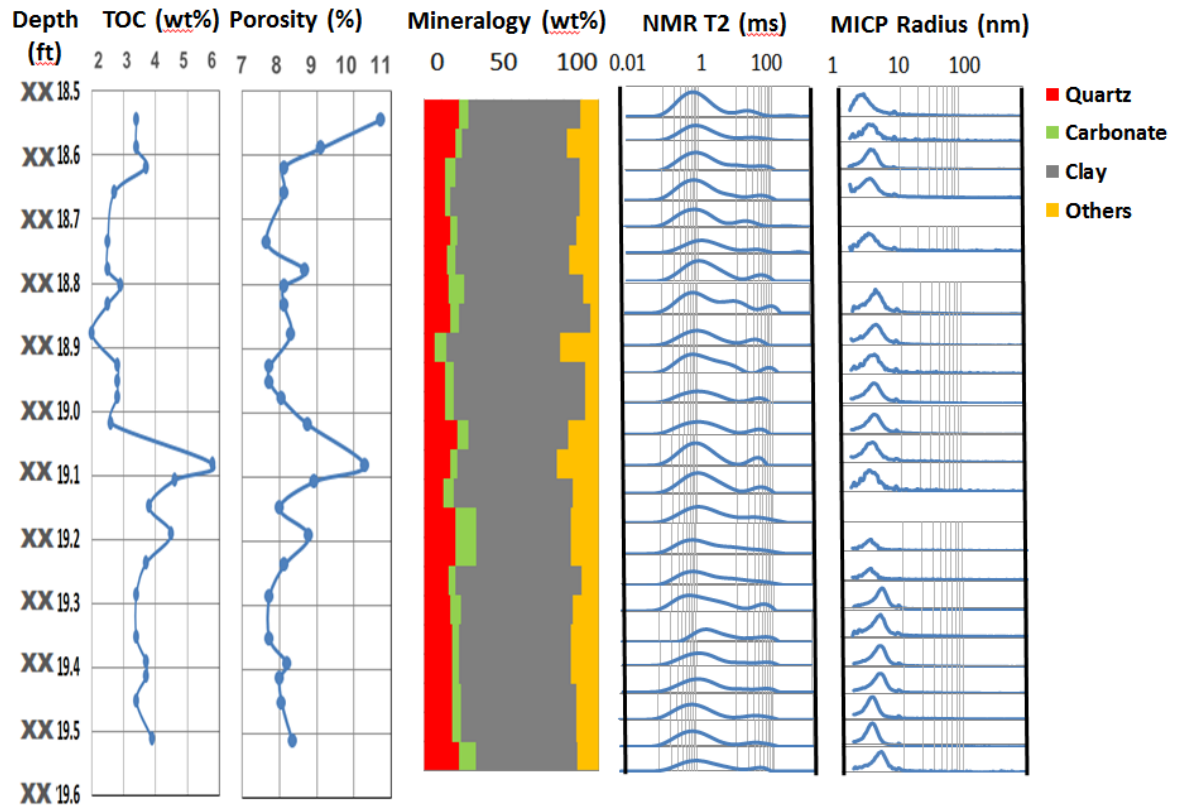 Depth (ft)
TOC (wt%)
Porosity (%)
Mineralogy (wt%)
NMR T2 (ms)
MICP Radius (nm)
2 3 4 5 6
7 8 9 10 11
0 50 100
0.01 1 100
1 10 100
XX 18.5
XX 18.6
XX 18.7
XX 18.8
XX 18.9
XX 19.0
XX 19.1
XX 19.2
XX 19.3
XX 19.4
XX 19.5
XX 19.6
Quartz
Carbonate
Clay
Others